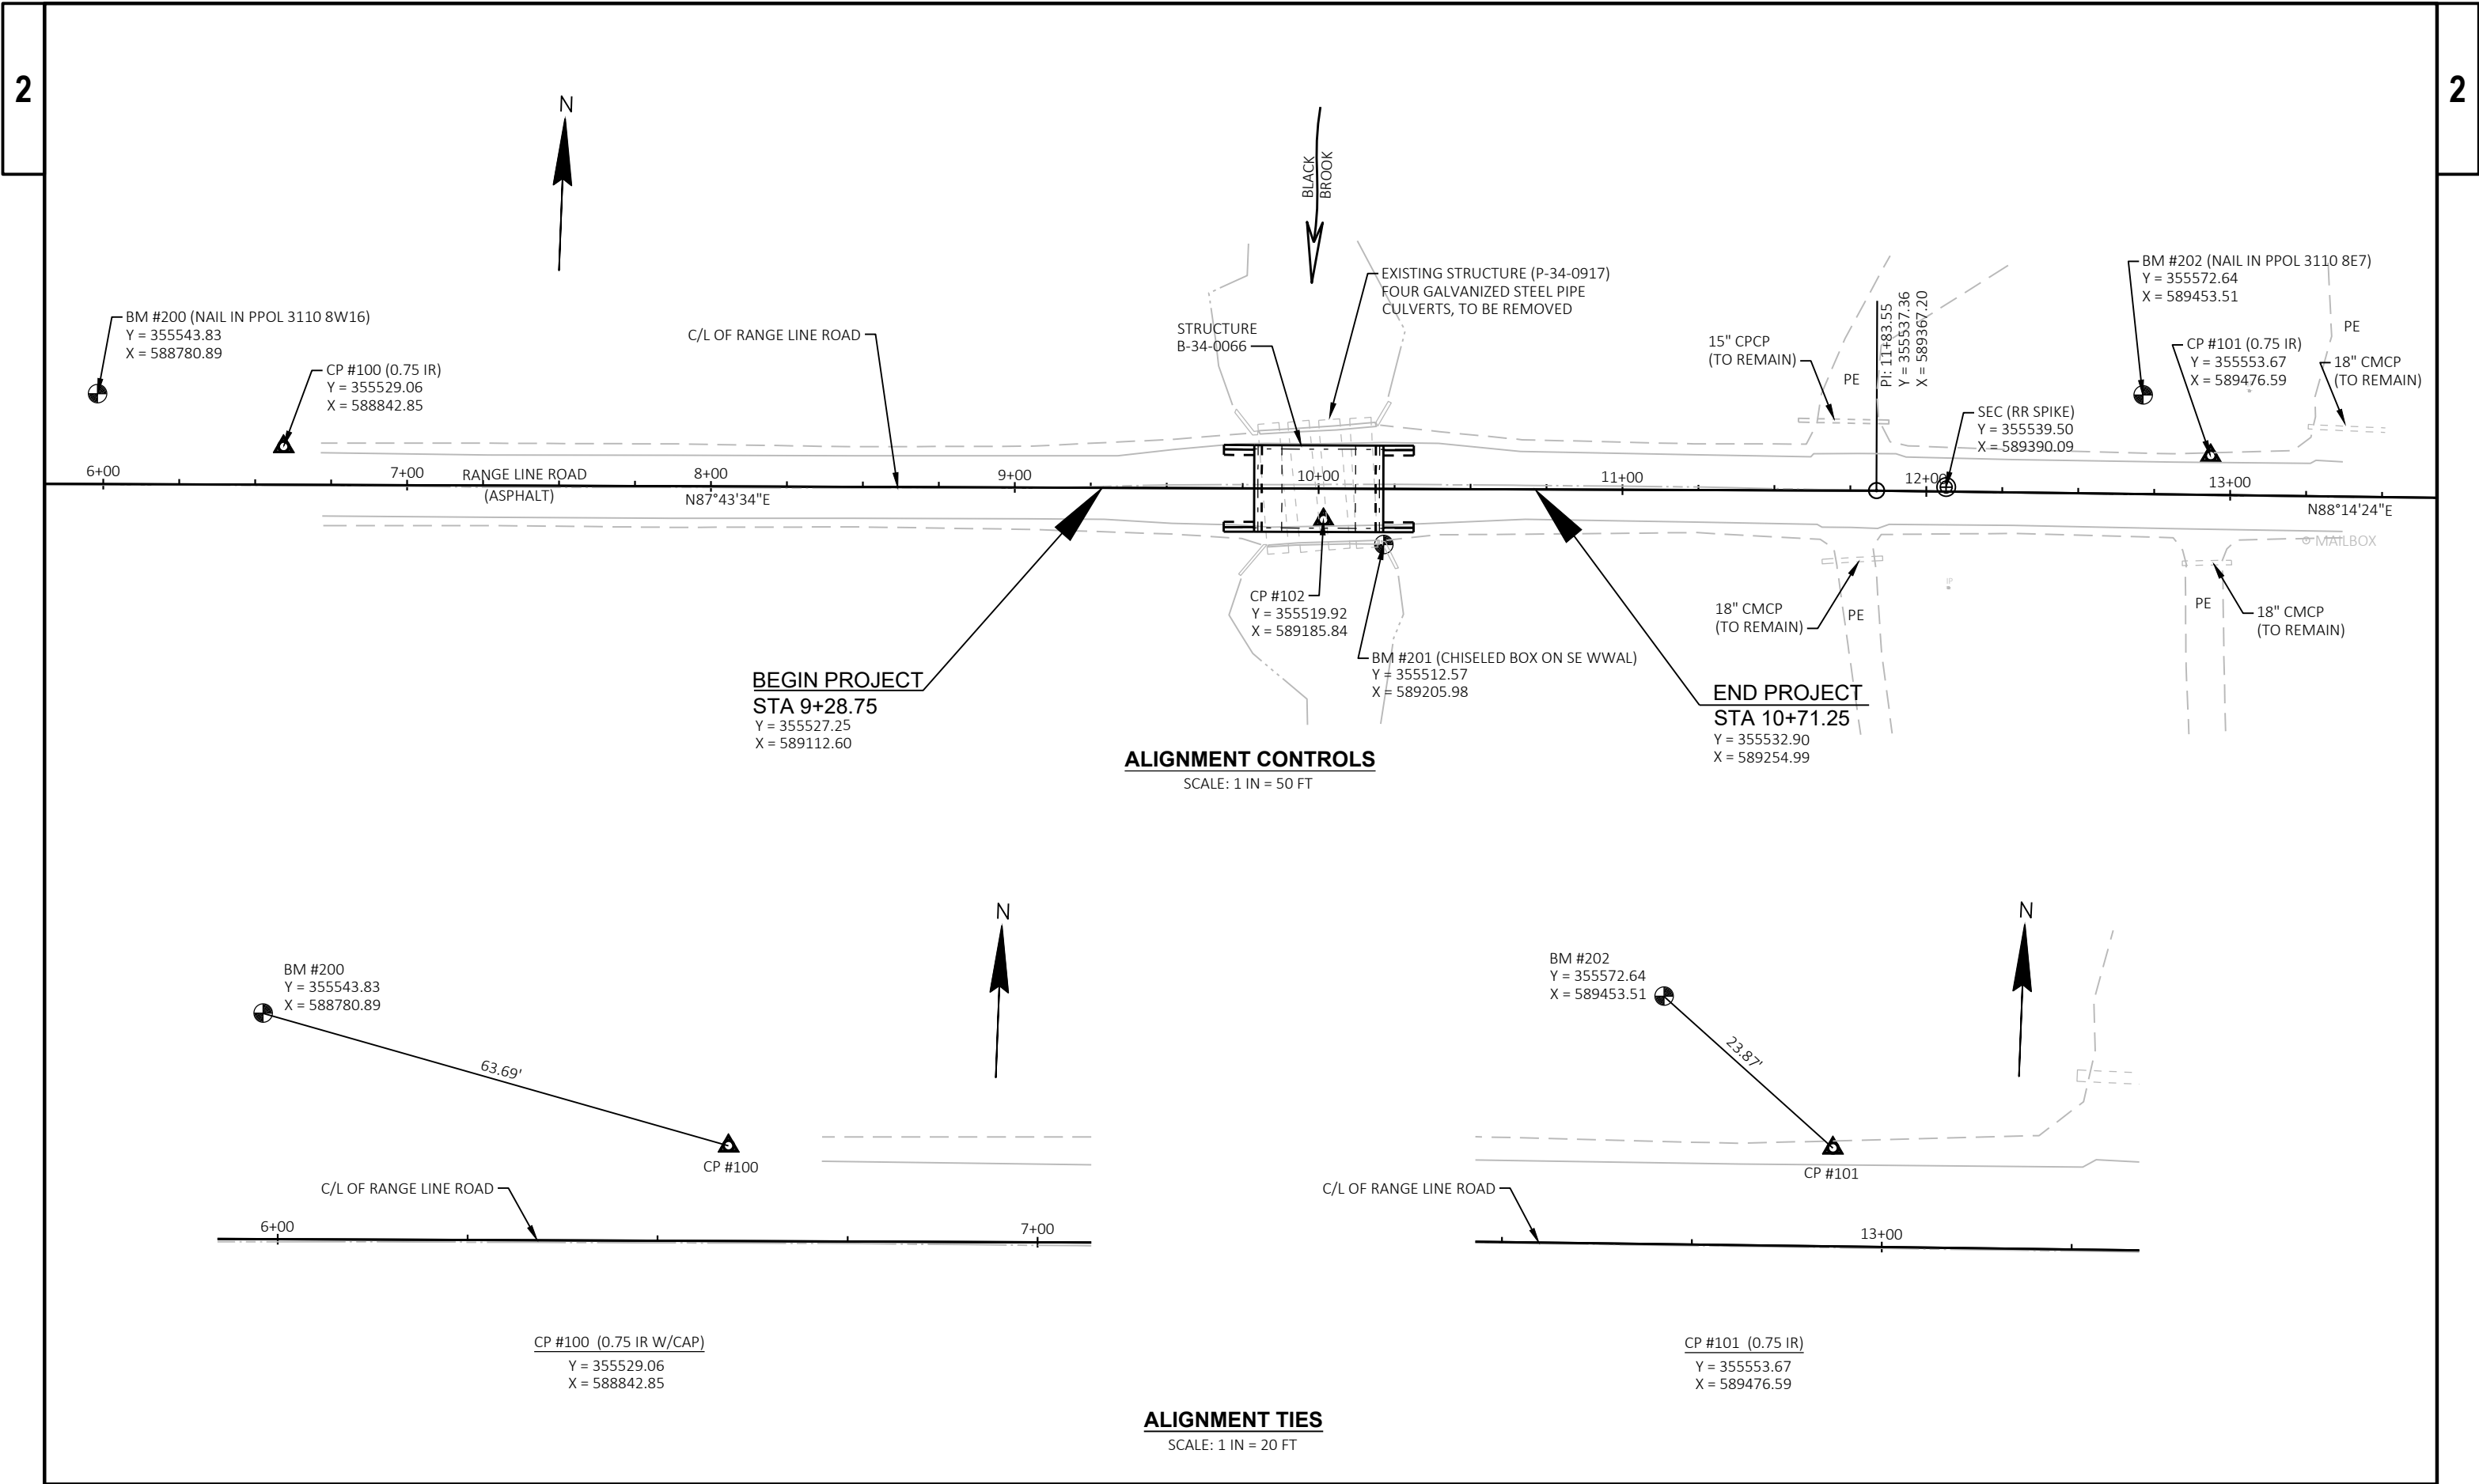 2
2
N
BLACK
BROOK
BM #200 (NAIL IN PPOL 3110 8W16)
Y = 355543.83
X = 588780.89
CP #100 (0.75 IR)
Y = 355529.06
X = 588842.85
C/L OF RANGE LINE ROAD
STRUCTURE
B-34-0066
EXISTING STRUCTURE (P-34-0917)
FOUR GALVANIZED STEEL PIPE
CULVERTS, TO BE REMOVED
15" CPCP
(TO REMAIN)
PE
PI: 11+83.55
Y = 355537.36
X = 589367.20
SEC (RR SPIKE)
Y = 355539.50
X = 589390.09
BM #202 (NAIL IN PPOL 3110 8E7)
Y = 355572.64
X = 589453.51
CP #101 (0.75 IR)
Y = 355553.67
X = 589476.59
PE
18" CMCP
(TO REMAIN)
6+00
7+00
RANGE LINE ROAD
(ASPHALT)
8+00
N87°43'34"E
9+00
10+00
11+00
12+00
13+00
N88°14'24"E
MAILBOX
IP
CP #102
Y = 355519.92
X = 589185.84
BM #201 (CHISELED BOX ON SE WWAL)
Y = 355512.57
X = 589205.98
18" CMCP
(TO REMAIN)
PE
PE
18" CMCP
(TO REMAIN)
BEGIN PROJECT
STA 9+28.75
Y = 355527.25
X = 589112.60
END PROJECT
STA 10+71.25
Y = 355532.90
X = 589254.99
ALIGNMENT CONTROLS
SCALE: 1 IN = 50 FT
BM #200
Y = 355543.83
X = 588780.89
63.69'
CP #100
N
C/L OF RANGE LINE ROAD
6+00
7+00
CP #100 (0.75 IR W/CAP)
Y = 355529.06
X = 588842.85
BM #202
Y = 355572.64
X = 589453.51
23.87'
CP #101
N
C/L OF RANGE LINE ROAD
13+00
CP #101 (0.75 IR)
Y = 355553.67
X = 589476.59
ALIGNMENT TIES
SCALE: 1 IN = 20 FT